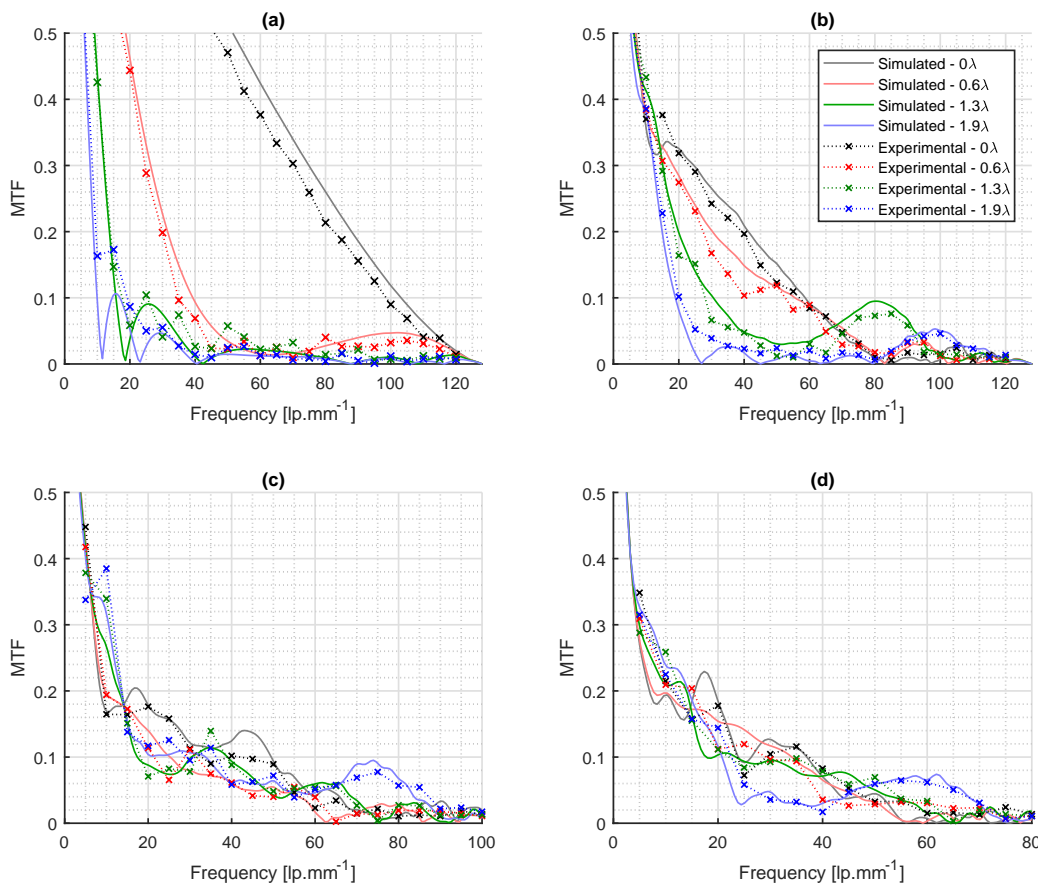 (a)
0.5
0.4
0.3
0.2
0.1
0
MTF
0 20 40 60 80 100 120
Frequency [lp.mm⁻¹]
(b)
0.5
0.4
0.3
0.2
0.1
0
MTF
0 20 40 60 80 100 120
Frequency [lp.mm⁻¹]
Simulated - 0λ
Simulated - 0.6λ
Simulated - 1.3λ
Simulated - 1.9λ
Experimental - 0λ
Experimental - 0.6λ
Experimental - 1.3λ
Experimental - 1.9λ
(c)
0.5
0.4
0.3
0.2
0.1
0
MTF
0 20 40 60 80 100
Frequency [lp.mm⁻¹]
(d)
0.5
0.4
0.3
0.2
0.1
0
MTF
0 20 40 60 80
Frequency [lp.mm⁻¹]